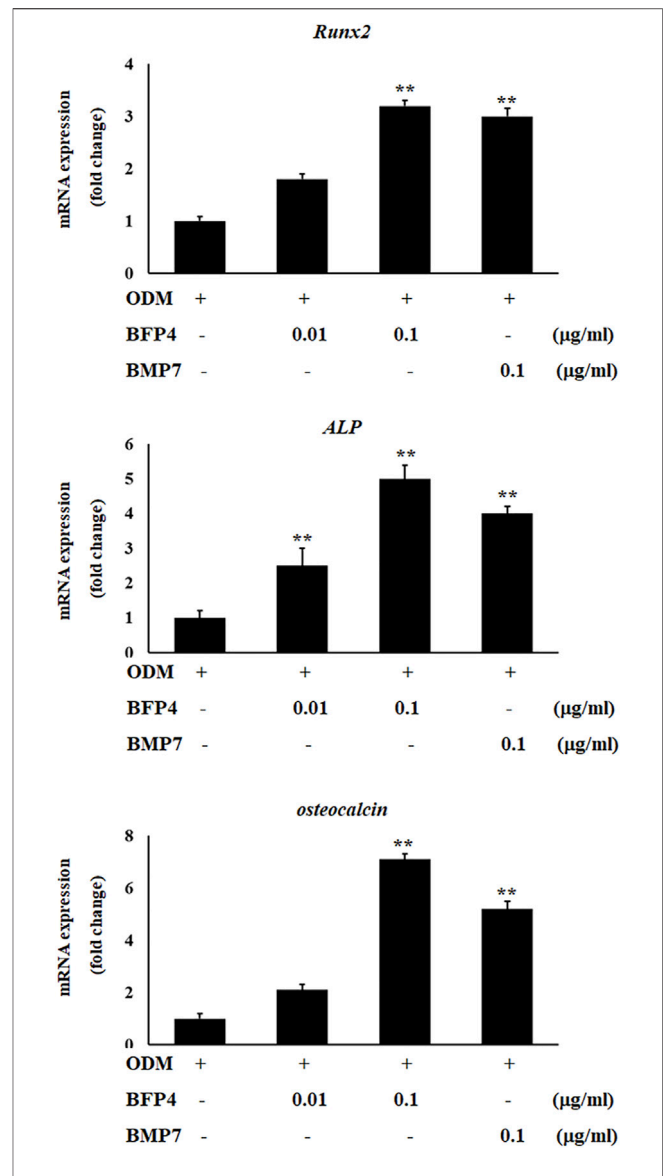 Runx2
mRNA expression
(fold change)
4
3
2
1
0
**
**
ODM + + + +
BFP4 - 0.01 0.1 - (µg/ml)
BMP7 - - - 0.1 (µg/ml)
ALP
mRNA expression
(fold change)
6
5
4
3
2
1
0
**
**
**
ODM + + + +
BFP4 - 0.01 0.1 - (µg/ml)
BMP7 - - - 0.1 (µg/ml)
osteocalcin
mRNA expression
(fold change)
8
6
4
2
0
**
**
ODM + + + +
BFP4 - 0.01 0.1 - (µg/ml)
BMP7 - - - 0.1 (µg/ml)